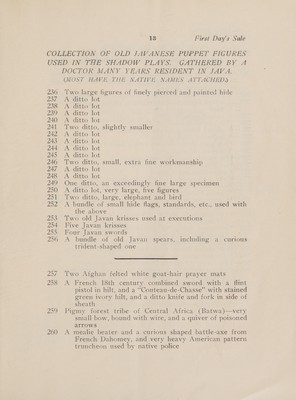 18 First Day's Sale
COLLECTION OF OLD JAVANESE PUPPET FIGURES
USED IN THE SHADOW PLAYS. GATHERED BY A
DOCTOR MANY YEARS RESIDENT IN JAVA.
(MOST HAVE THE NATIVE NAMES ATTACHED)
236 Two large figures of finely pierced and painted hide
237 A ditto lot
238 A ditto lot
239 A ditto lot
240 A ditto lot
241 Two ditto, slightly smaller
242 A ditto lot
243 A ditto lot
244 A ditto lot
245 A ditto lot
246 Two ditto, small, extra fine workmanship
247 A ditto lot
248 A ditto lot
249 One ditto, an exceedingly fine large specimen
250 A ditto lot, very large, five figures
251 Two ditto, large, elephant and bird
252 A bundle of small hide flags, standards, etc., used with
the above
253 Two old Javan krisses used at executions
254 Five Javan krisses
255 Four Javan swords
256 A bundle of old Javan spears, including a curious
trident-shaped one
257 Two Afghan felted white goat-hair prayer mats
258 A French 18th century combined sword with a flint
pistol in hilt, and a "Couteau-de-Chasse" with stained
green ivory hilt, and a ditto knife and fork in side of
sheath
259 Pigmy forest tribe of Central Africa (Batwa)—very
small bow, bound with wire, and a quiver of poisoned
arrows
260 A mealie beater and a curious shaped battle-axe from
French Dahomey, and very heavy American pattern
truncheon used by native police